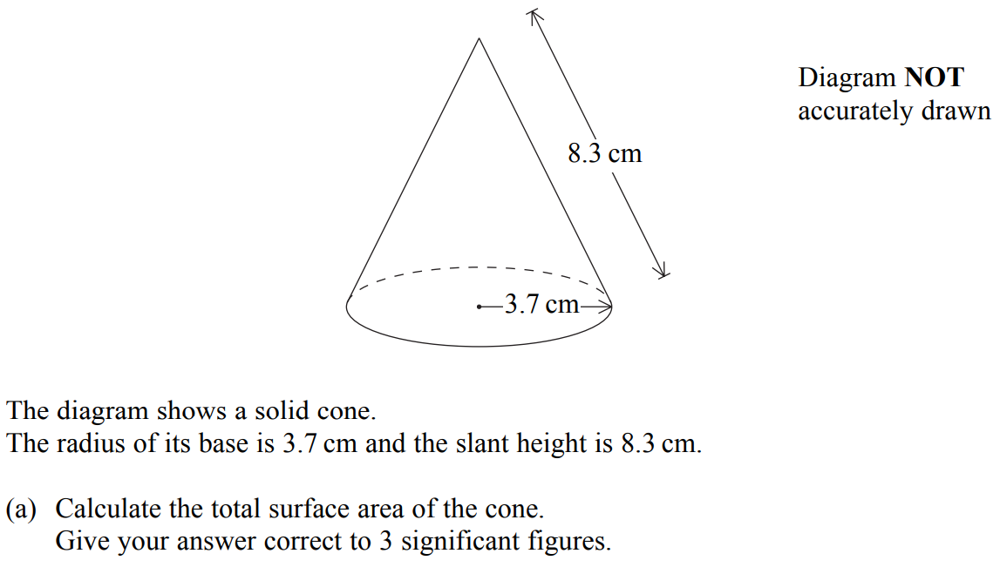 Diagram NOT
accurately drawn
8.3 cm
3.7 cm
The diagram shows a solid cone.
The radius of its base is 3.7 cm and the slant height is 8.3 cm.
(a) Calculate the total surface area of the cone.
Give your answer correct to 3 significant figures.